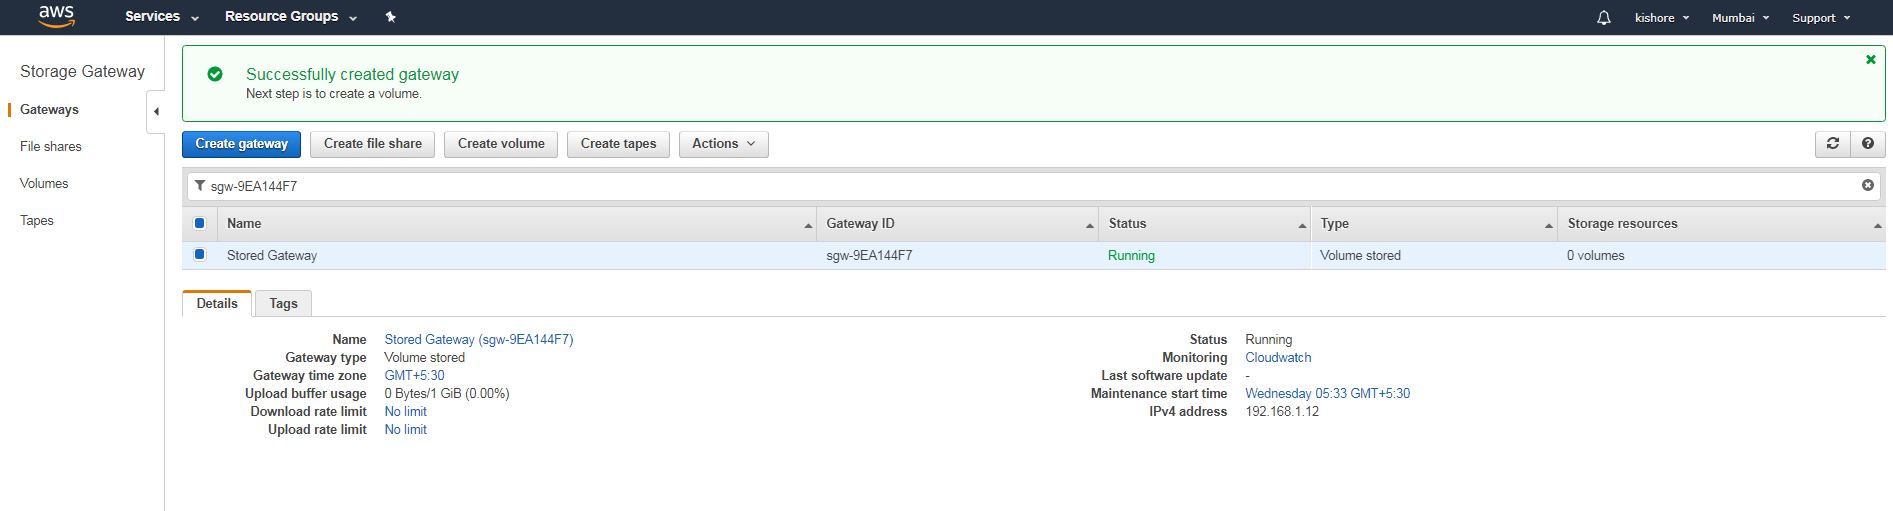 aws Services Resource Groups kishore Mumbai Support
Storage Gateway
Gateways
File shares
Volumes
Tapes
Successfully created gateway
Next step is to create a volume.
Create gateway Create file share Create volume Create tapes Actions
sgw-9EA144F7
Name Gateway ID Status Type Storage resources
Stored Gateway sgw-9EA144F7 Running Volume stored 0 volumes
Details Tags
Name Stored Gateway (sgw-9EA144F7)
Gateway type Volume stored
Gateway time zone GMT+5:30
Upload buffer usage 0 Bytes/1 GiB (0.00%)
Download rate limit No limit
Upload rate limit No limit
Status Running
Monitoring Cloudwatch
Last software update -
Maintenance start time Wednesday 05:33 GMT+5:30
IPv4 address 192.168.1.12